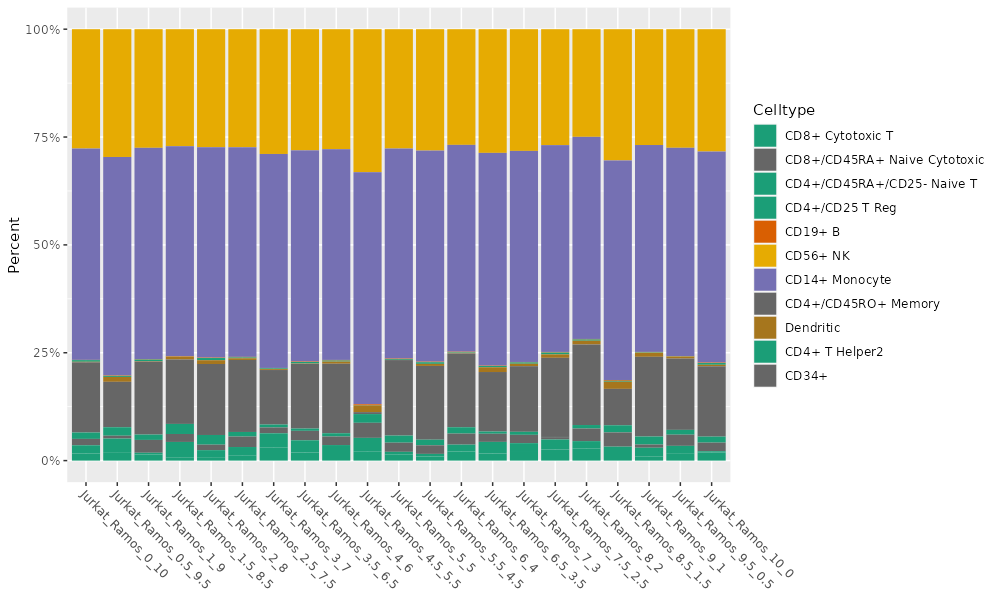 100%
75%
50%
25%
0%
Percent
Jurkat_Ramos_0_10
Jurkat_Ramos_0.5_9.5
Jurkat_Ramos_1_9
Jurkat_Ramos_1.5_8.5
Jurkat_Ramos_2_8
Jurkat_Ramos_2.5_7.5
Jurkat_Ramos_3_7
Jurkat_Ramos_3.5_6.5
Jurkat_Ramos_4_6
Jurkat_Ramos_4.5_5.5
Jurkat_Ramos_5_5
Jurkat_Ramos_5.5_4.5
Jurkat_Ramos_6_4
Jurkat_Ramos_6.5_3.5
Jurkat_Ramos_7_3
Jurkat_Ramos_7.5_2.5
Jurkat_Ramos_8_2
Jurkat_Ramos_8.5_1.5
Jurkat_Ramos_9_1
Jurkat_Ramos_9.5_0.5
Jurkat_Ramos_10_0
Celltype
CD8+ Cytotoxic T
CD8+/CD45RA+ Naive Cytotoxic
CD4+/CD45RA+/CD25- Naive T
CD4+/CD25 T Reg
CD19+ B
CD56+ NK
CD14+ Monocyte
CD4+/CD45RO+ Memory
Dendritic
CD4+ T Helper2
CD34+